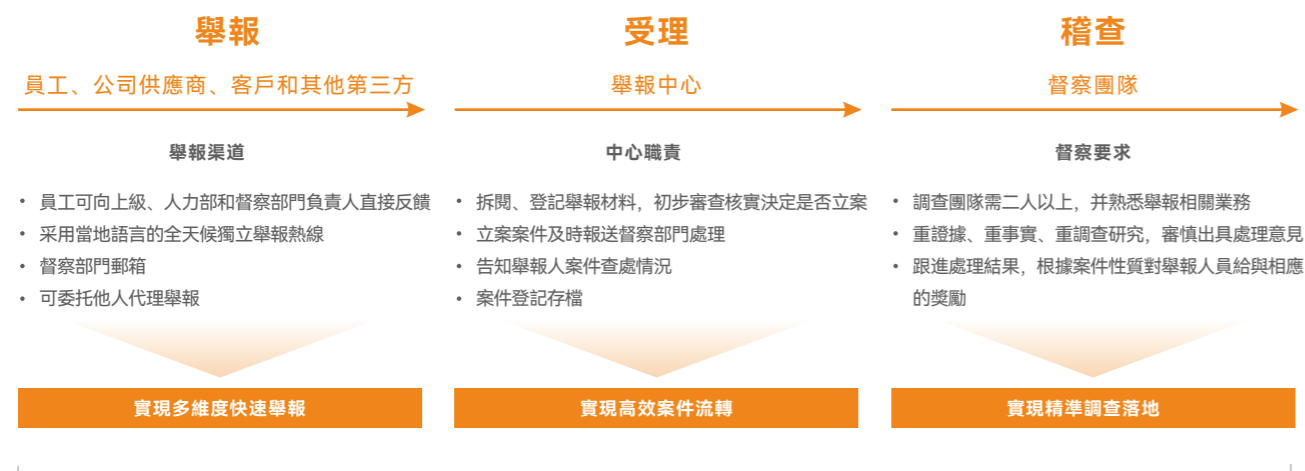 舉報
員工、公司供應商、客戶和其他第三方
舉報渠道
• 員工可向上級、人力部和督察部門負責人直接反饋
• 采用當地語言的全天候獨立舉報熱線
• 督察部門郵箱
• 可委托他人代理舉報
實現多維度快速舉報
受理
舉報中心
中心職責
• 拆閱、登記舉報材料，初步審查核實決定是否立案
• 立案案件及時報送督察部門處理
• 告知舉報人案件查處情況
• 案件登記存檔
實現高效案件流轉
稽查
督察團隊
督察要求
• 調查團隊需二人以上，并熟悉舉報相關業務
• 重證據、重事實、重調查研究，審慎出具處理意見
• 跟進處理結果，根據案件性質對舉報人員給與相應
的獎勵
實現精準調查落地